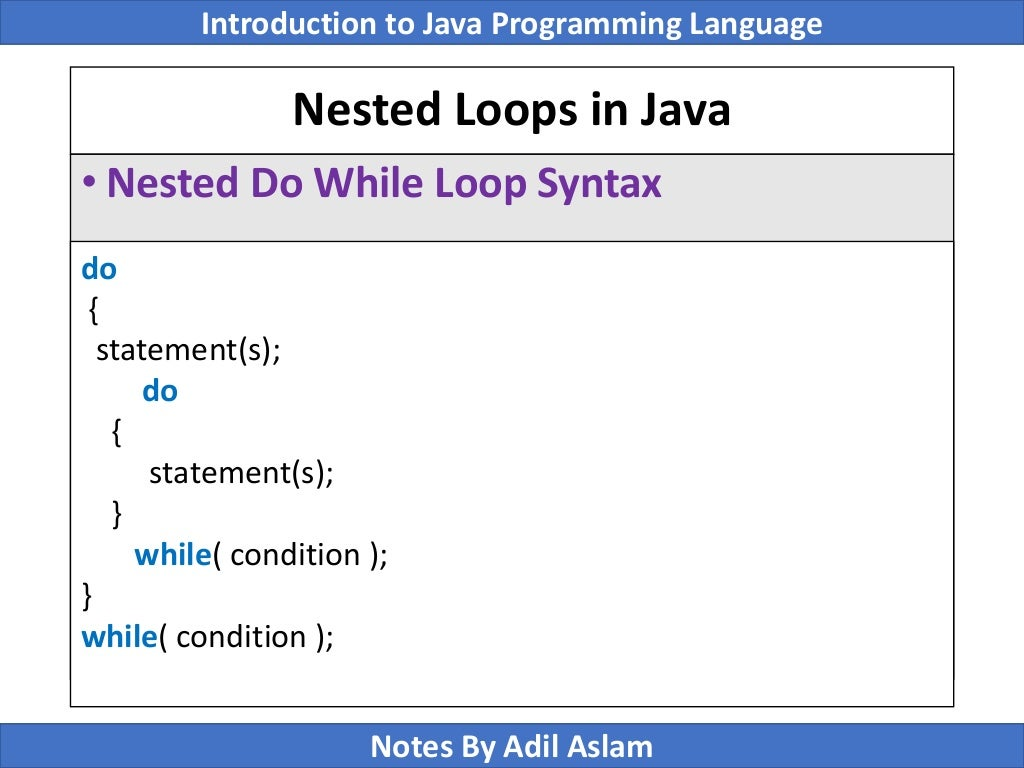 Introduction to Java Programming Language
Nested Loops in Java
• Nested Do While Loop Syntax
do
{
statement(s);
do
{
statement(s);
}
while( condition );
}
while( condition );
Notes By Adil Aslam